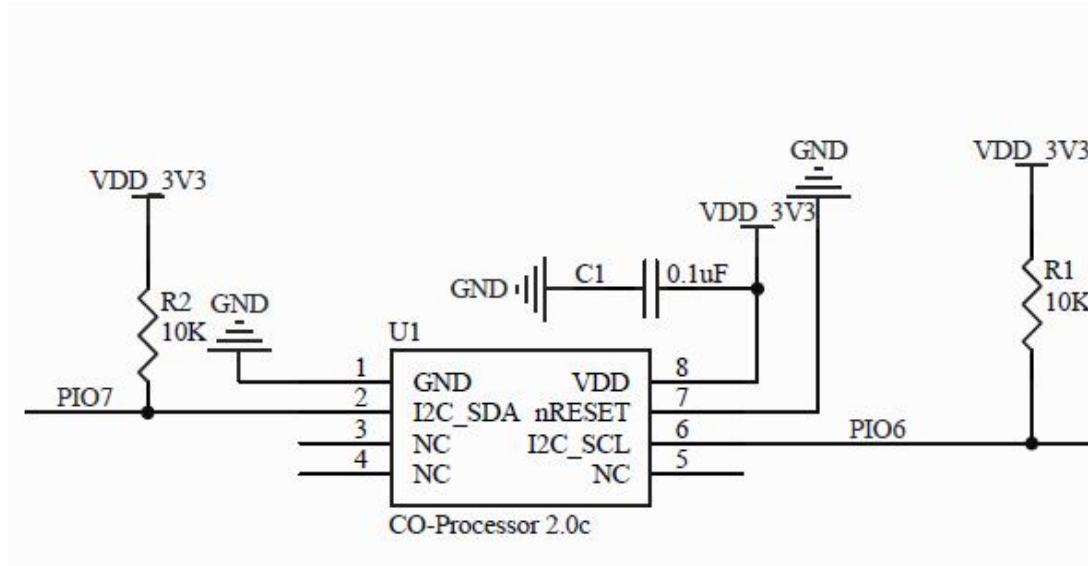 GND
VDD_3V3
VDD_3V3
VDD_3V3
R2
10K
GND
GND
C1
0.1uF
R1
10K
U1
1
GND
VDD
8
PIO7
2
I2C_SDA
nRESET
7
3
NC
I2C_SCL
6
PIO6
4
NC
NC
5
CO-Processor 2.0c